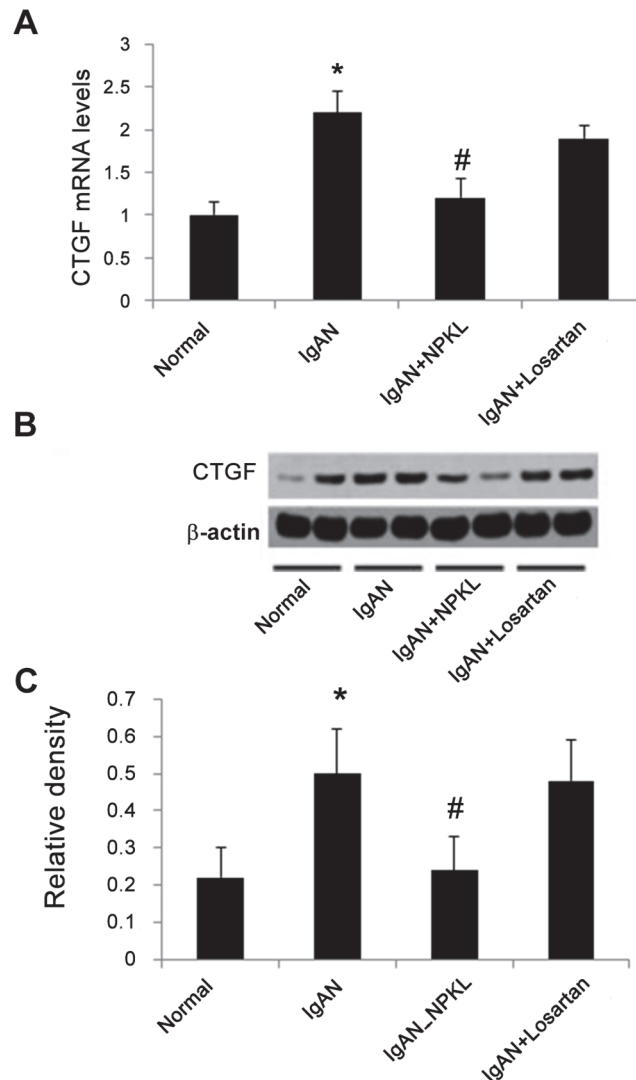 A
CTGF mRNA levels
3
2.5
2
1.5
1
0.5
0
*
#
Normal
IgAN
IgAN+NPKL
IgAN+Losartan
B
CTGF
β-actin
Normal
IgAN
IgAN+NPKL
IgAN+Losartan
C
Relative density
0.7
0.6
0.5
0.4
0.3
0.2
0.1
0
*
#
Normal
IgAN
IgAN_NPKL
IgAN+Losartan